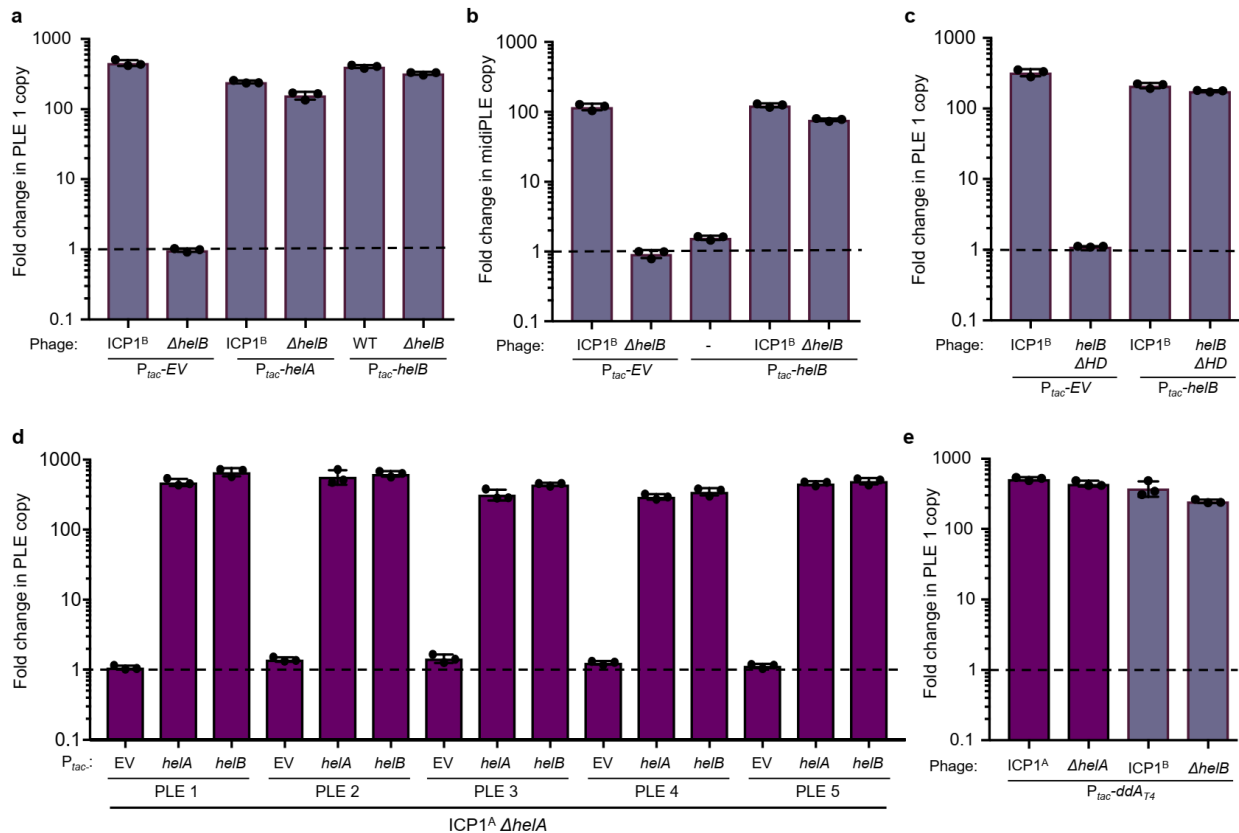 a
Fold change in PLE 1 copy
1000
100
10
1
0.1
Phage: ICP1ᴮ ΔhelB ICP1ᴮ ΔhelB WT ΔhelB
Ptac-EV Ptac-helA Ptac-helB
b
Fold change in midiPLE copy
1000
100
10
1
0.1
Phage: ICP1ᴮ ΔhelB - ICP1ᴮ ΔhelB
Ptac-EV Ptac-helB
c
Fold change in PLE 1 copy
1000
100
10
1
0.1
Phage: ICP1ᴮ helB ICP1ᴮ helB
ΔHD ΔHD
Ptac-EV Ptac-helB
d
Fold change in PLE copy
1000
100
10
1
0.1
Ptac-: EV helA helB EV helA helB EV helA helB EV helA helB EV helA helB
PLE 1 PLE 2 PLE 3 PLE 4 PLE 5
ICP1ᴬ ΔhelA
e
Fold change in PLE 1 copy
1000
100
10
1
0.1
Phage: ICP1ᴬ ΔhelA ICP1ᴮ ΔhelB
Ptac-ddAT4